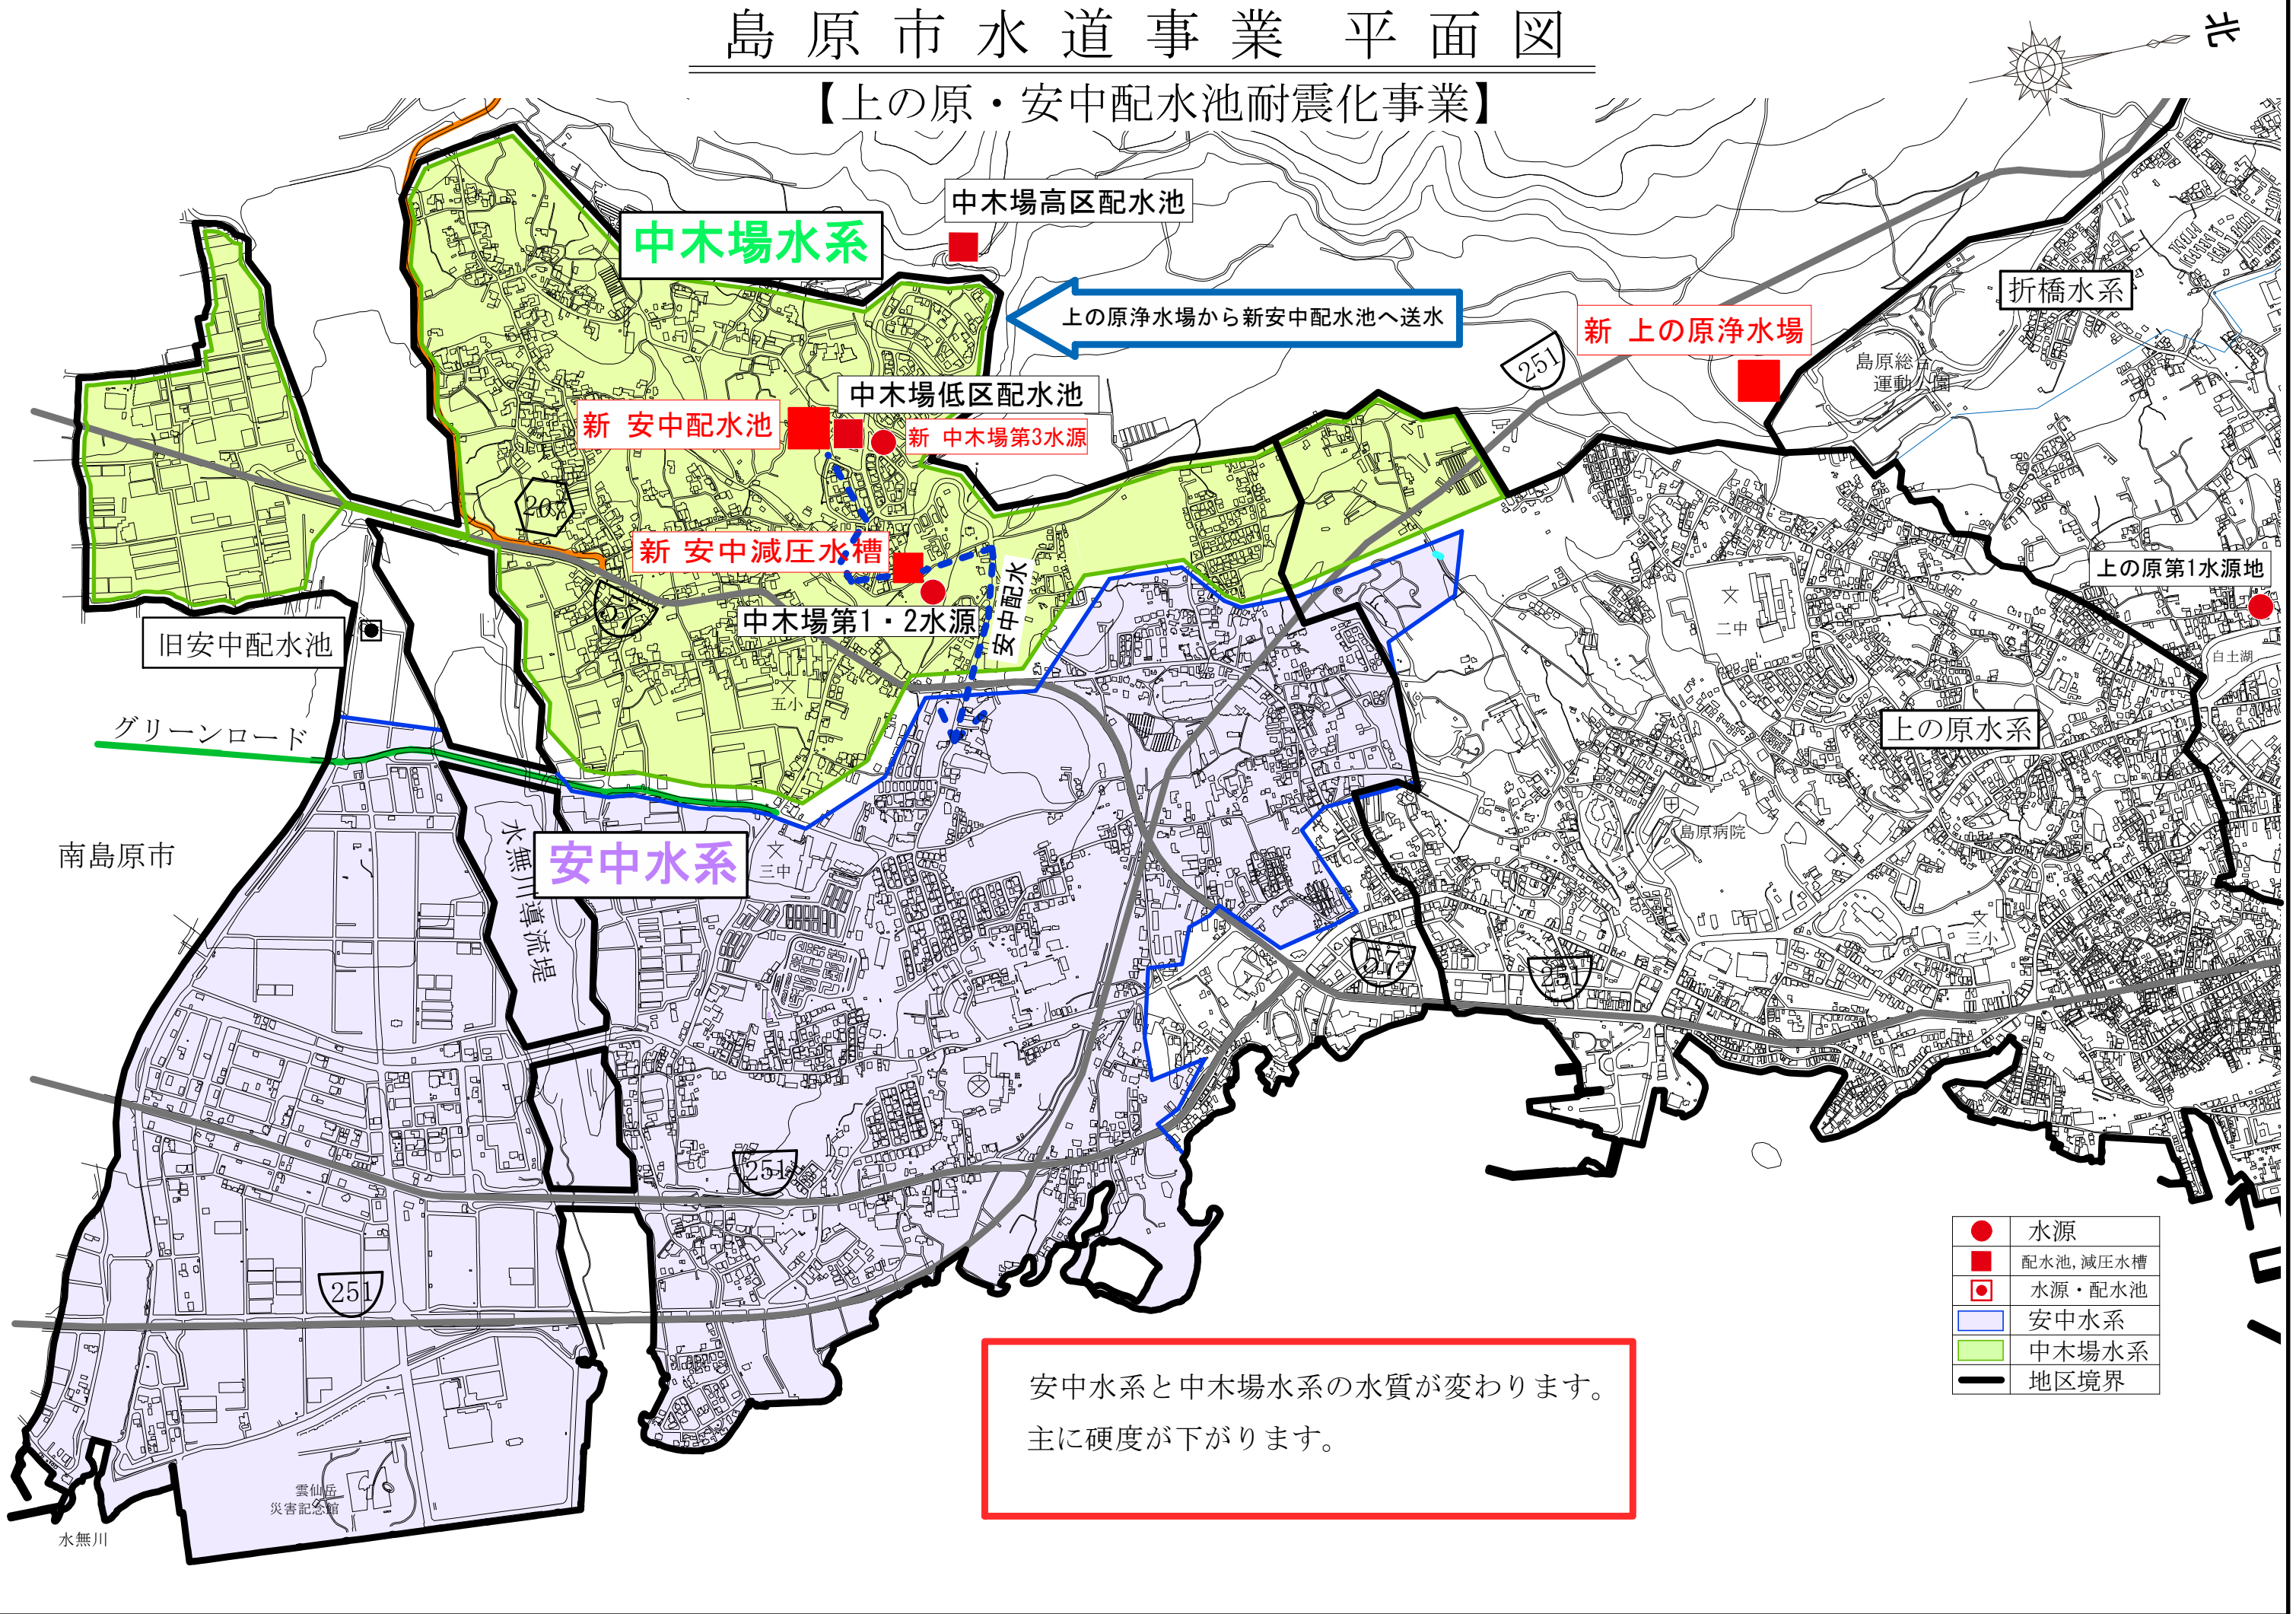 島原市水道事業 平面図
【上の原・安中配水池耐震化事業】
北
中木場高区配水池
中木場水系
折橋水系
上の原浄水場から新安中配水池へ送水
新 上の原浄水場
251
島原総合
運動公園
中木場低区配水池
新 安中配水池
新 中木場第3水源
207
新 安中減圧水槽
安中配水
57
中木場第1・2水源
上の原第1水源地
二中
白土湖
旧安中配水池
五小
グリーンロード
上の原水系
南島原市
水無川導流堤
安中水系
三中
島原病院
三小
57
251
251
251
水源
配水池,減圧水槽
水源・配水池
安中水系
中木場水系
地区境界
安中水系と中木場水系の水質が変わります。
主に硬度が下がります。
雲仙岳
災害記念館
水無川